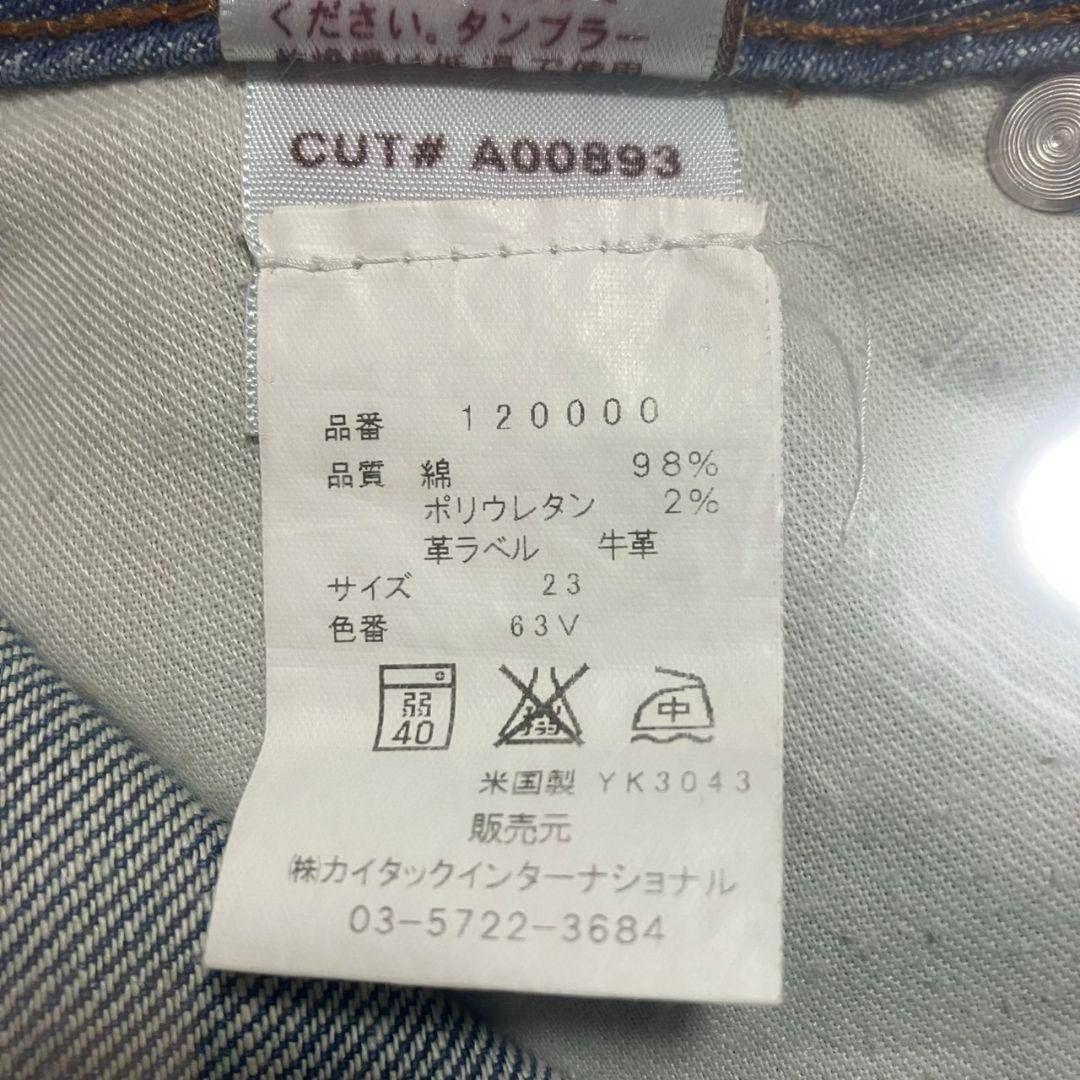 ください。タンブラー
CUT# A00893
品番 120000
品質 綿 98%
ポリウレタン 2%
革ラベル 牛革
サイズ 23
色番 63V
弱 中
40
米国製 YK3043
販売元
㈱カイタックインターナショナル
03-5722-3684